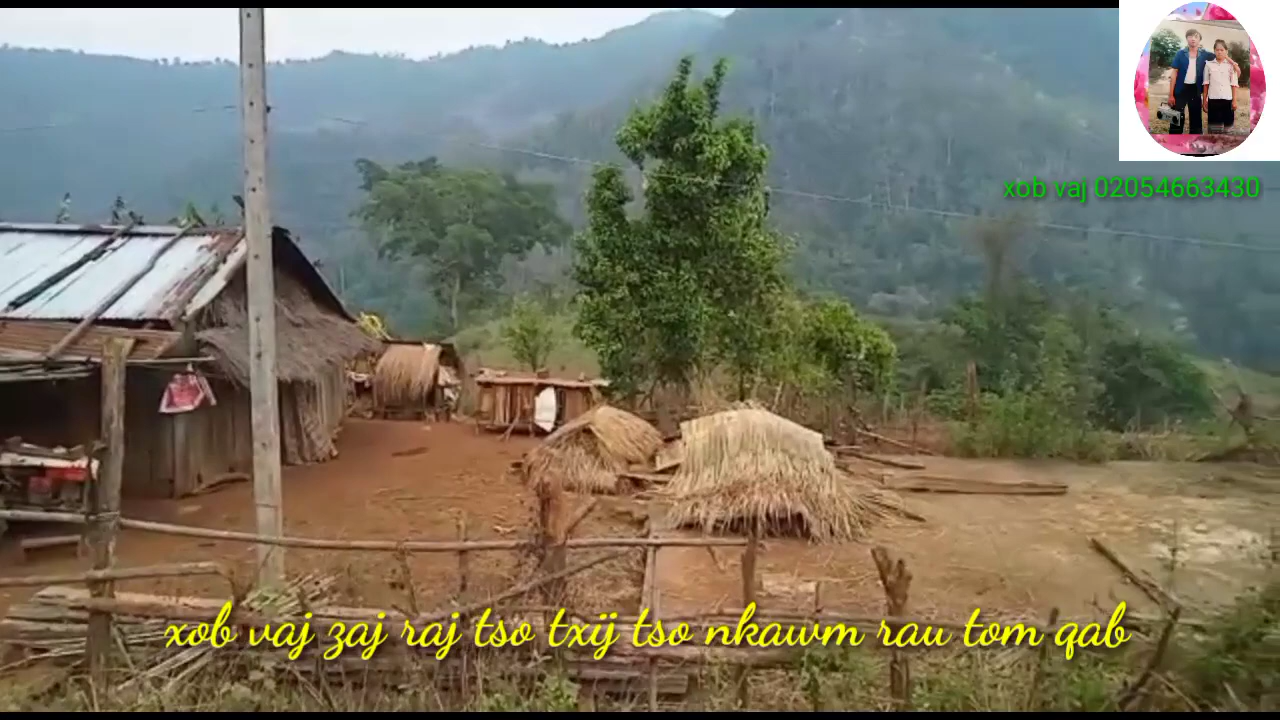 xob vaj 02054663430
xob vaj zaj raj tso txij tso nkawm rau tom qab